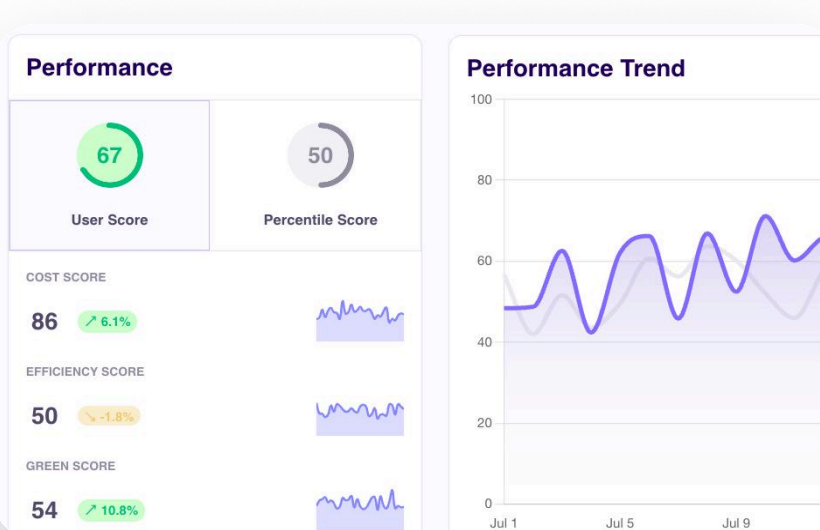 Performance
67
User Score
50
Percentile Score
COST SCORE
86 ↗ 6.1%
EFFICIENCY SCORE
50 ↘ -1.8%
GREEN SCORE
54 ↗ 10.8%
Performance Trend
100
80
60
40
20
0
Jul 1 Jul 5 Jul 9